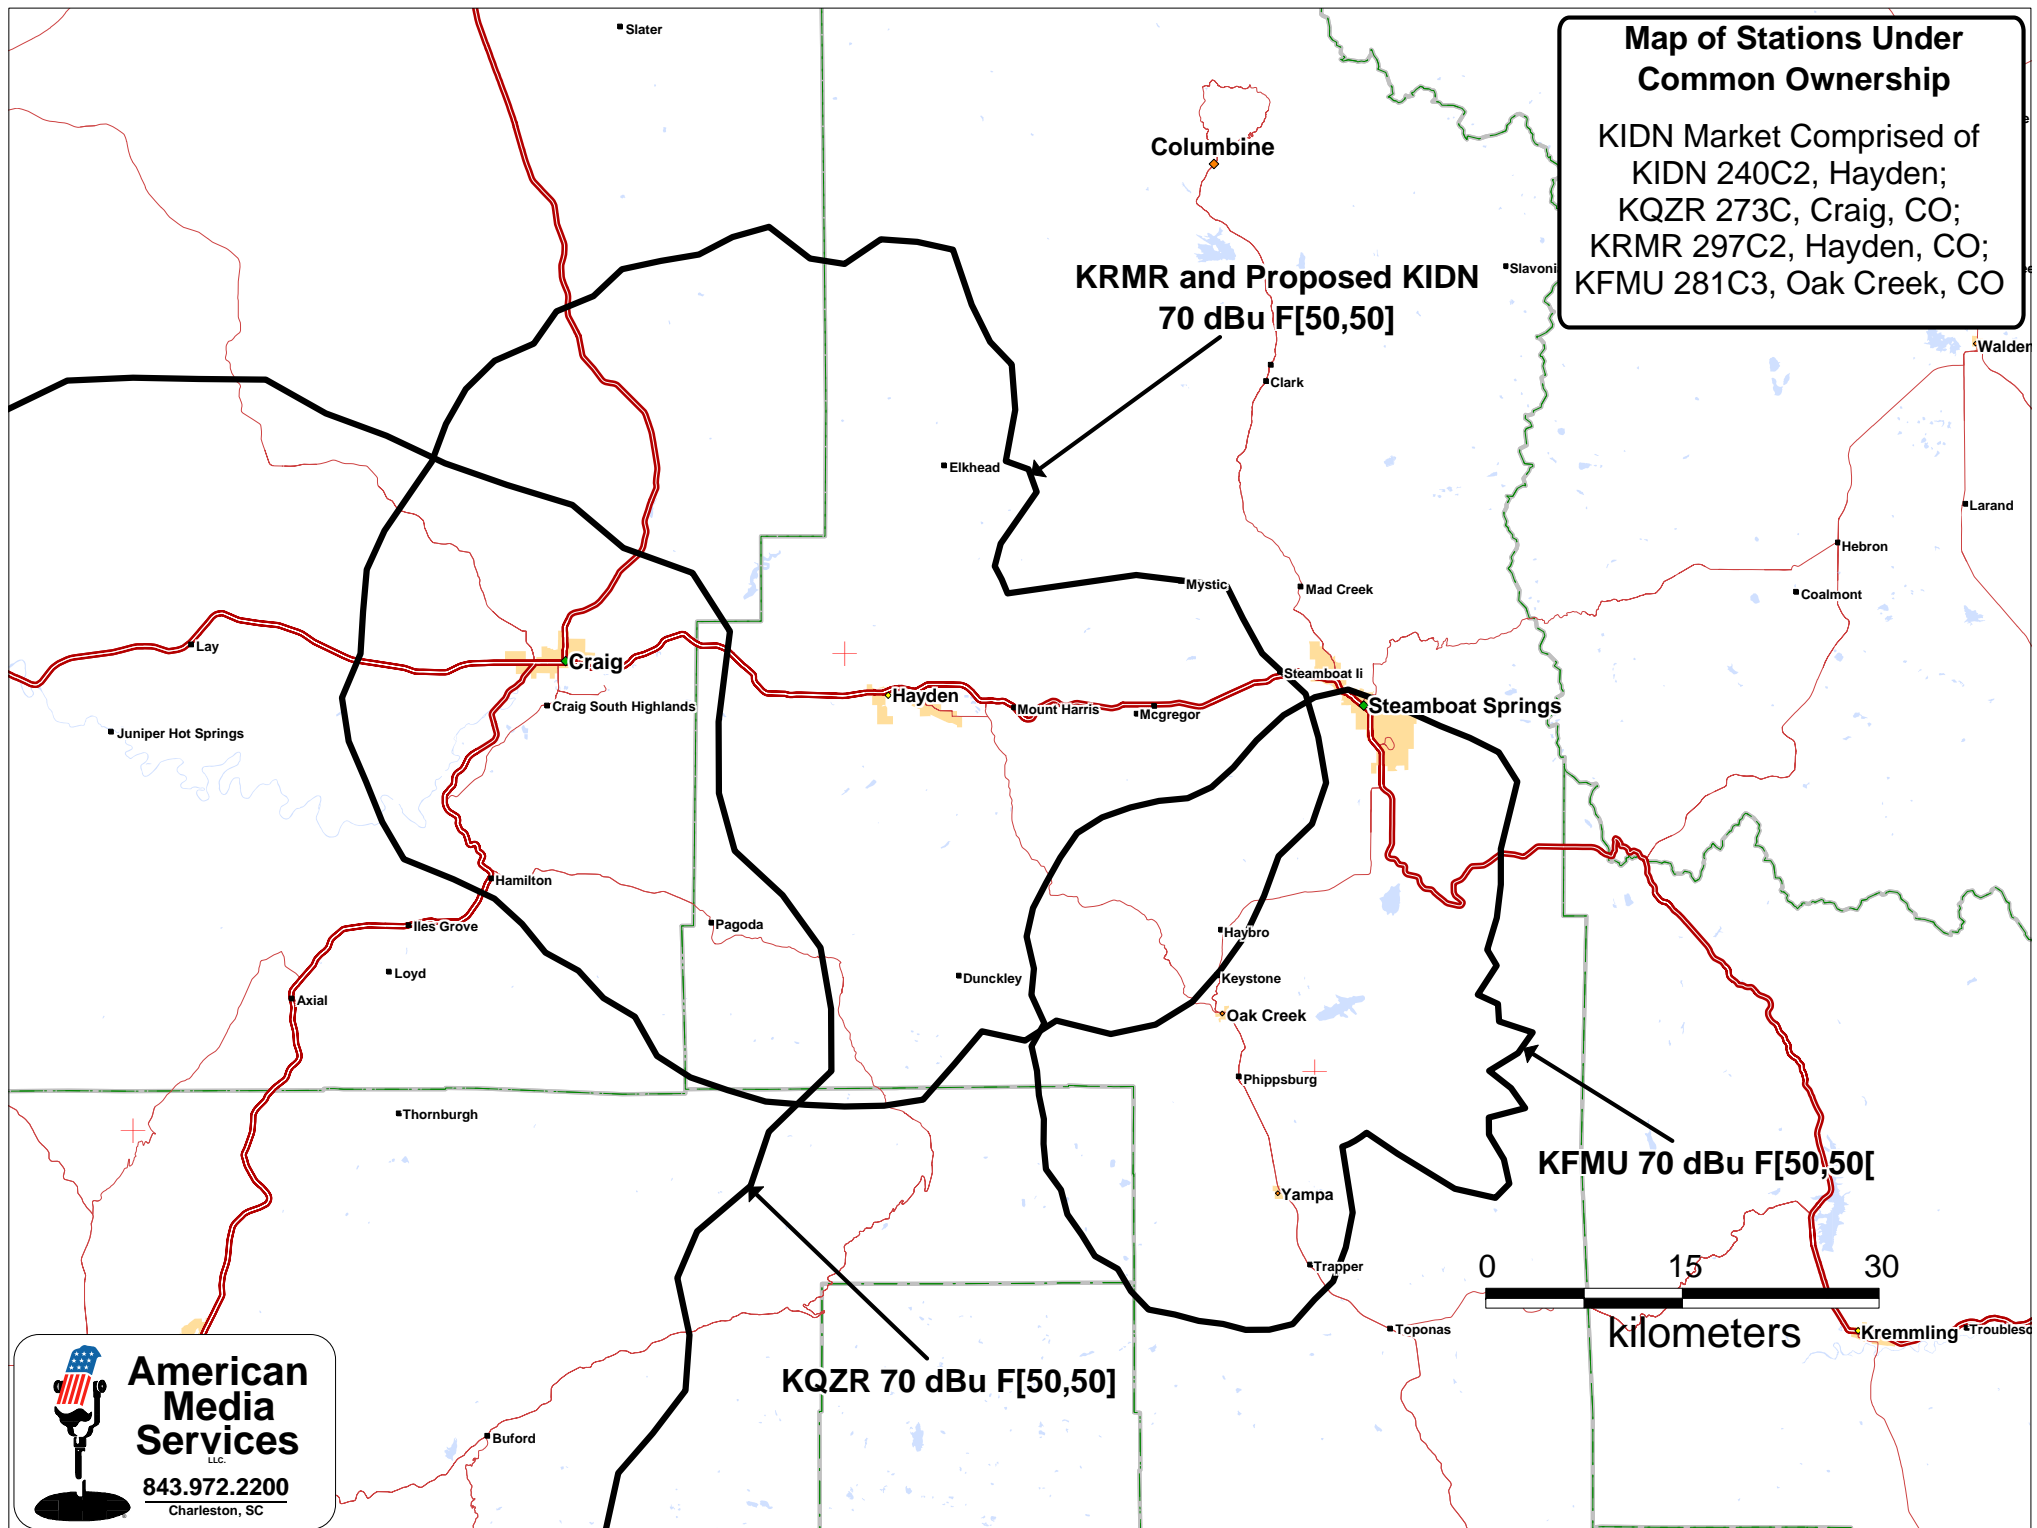 Map of Stations Under
Common Ownership
KIDN Market Comprised of
KIDN 240C2, Hayden;
KQZR 273C, Craig, CO;
KRMR 297C2, Hayden, CO;
KFMU 281C3, Oak Creek, CO
Slater
Columbine
KRMR and Proposed KIDN
70 dBu F[50,50]
Slavoni
Walden
Clark
Elkhead
Larand
Hebron
Mystic
Mad Creek
Coalmont
Lay
Craig
Steamboat Ii
Hayden
Craig South Highlands
Mount Harris
Mcgregor
Steamboat Springs
Juniper Hot Springs
Hamilton
Iles Grove
Pagoda
Haybro
Loyd
Dunckley
Keystone
Axial
Oak Creek
Phippsburg
Thornburgh
KFMU 70 dBu F[50,50[
Yampa
Trapper
0 15 30
kilometers
Toponas
Kremmling
Troubleso
KQZR 70 dBu F[50,50]
Buford
American
Media
Services
LLC.
843.972.2200
Charleston, SC